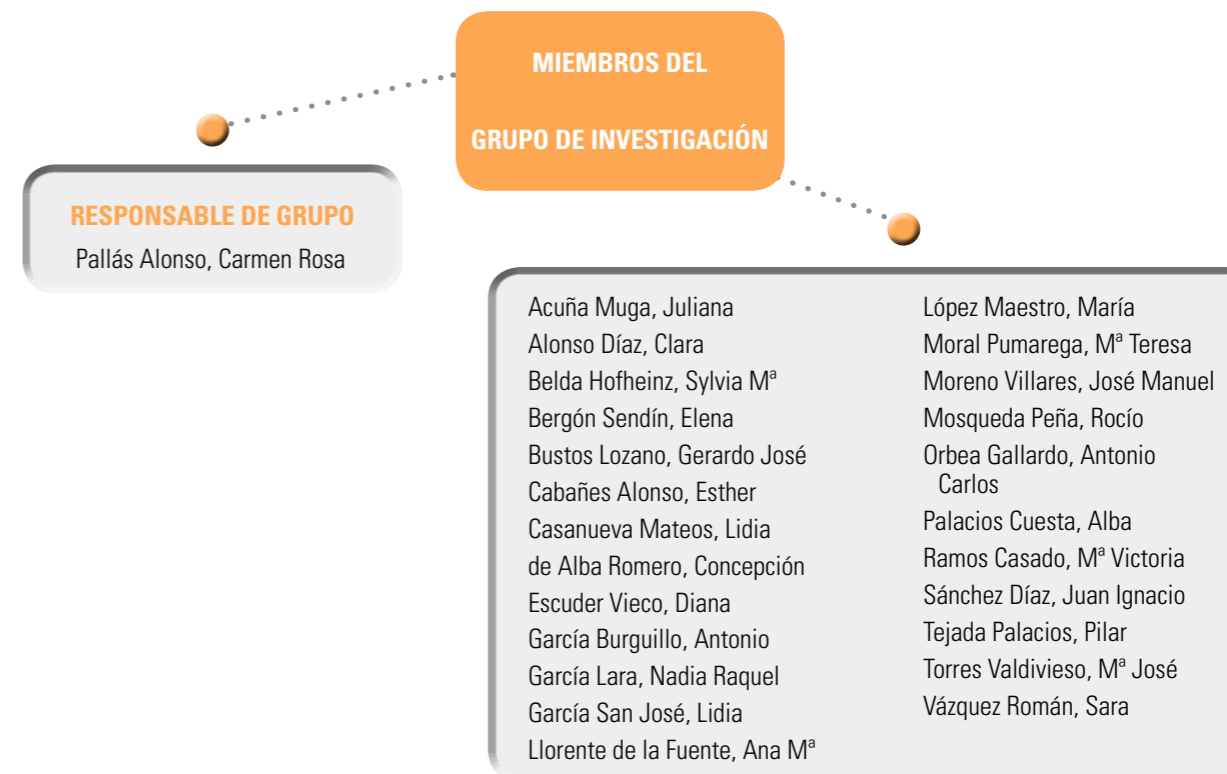 MIEMBROS DEL
GRUPO DE INVESTIGACIÓN
RESPONSABLE DE GRUPO
Pallás Alonso, Carmen Rosa
Acuña Muga, Juliana
Alonso Díaz, Clara
Belda Hofheinz, Sylvia Mª
Bergón Sendín, Elena
Bustos Lozano, Gerardo José
Cabañes Alonso, Esther
Casanueva Mateos, Lidia
de Alba Romero, Concepción
Escuder Vieco, Diana
García Burguillo, Antonio
García Lara, Nadia Raquel
García San José, Lidia
Llorente de la Fuente, Ana Mª
López Maestro, María
Moral Pumarega, Mª Teresa
Moreno Villares, José Manuel
Mosqueda Peña, Rocío
Orbea Gallardo, Antonio
Carlos
Palacios Cuesta, Alba
Ramos Casado, Mª Victoria
Sánchez Díaz, Juan Ignacio
Tejada Palacios, Pilar
Torres Valdivieso, Mª José
Vázquez Román, Sara